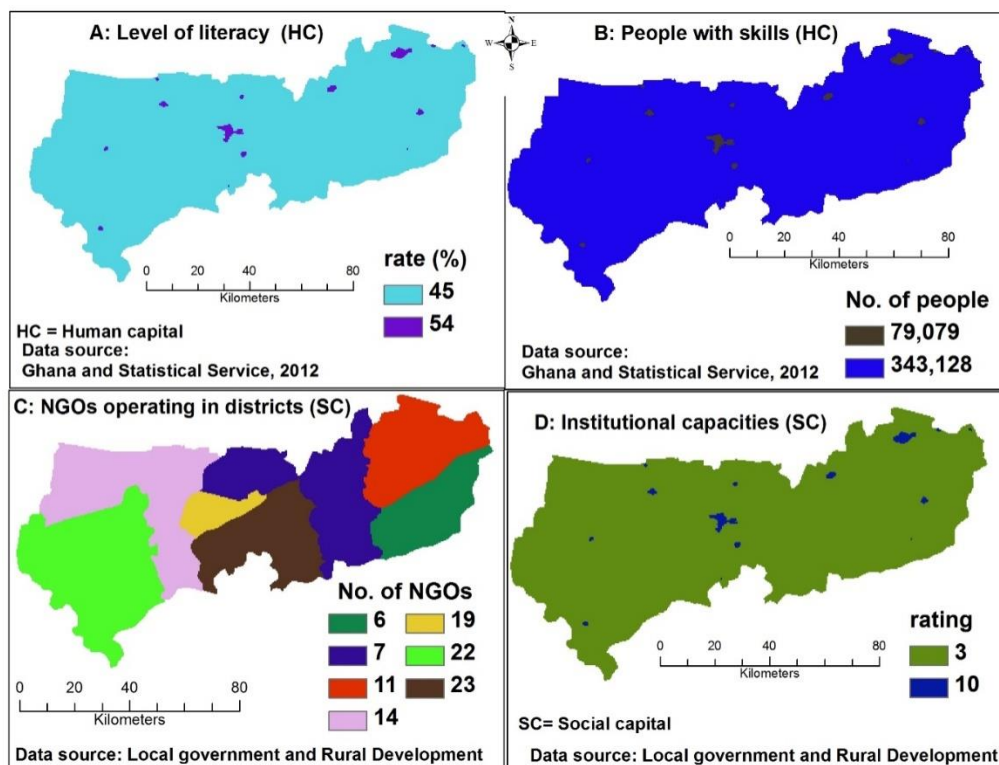 A: Level of literacy (HC)
N
W E
S
0 20 40 80
Kilometers
rate (%)
45
54
HC = Human capital
Data source:
Ghana and Statistical Service, 2012
B: People with skills (HC)
0 20 40 80
Kilometers
No. of people
79,079
343,128
Data source:
Ghana and Statistical Service, 2012
C: NGOs operating in districts (SC)
No. of NGOs
6 19
7 22
11 23
14
0 20 40 80
Kilometers
Data source: Local government and Rural Development
D: Institutional capacities (SC)
rating
3
10
0 20 40 80
Kilometers
SC= Social capital
Data source: Local government and Rural Development